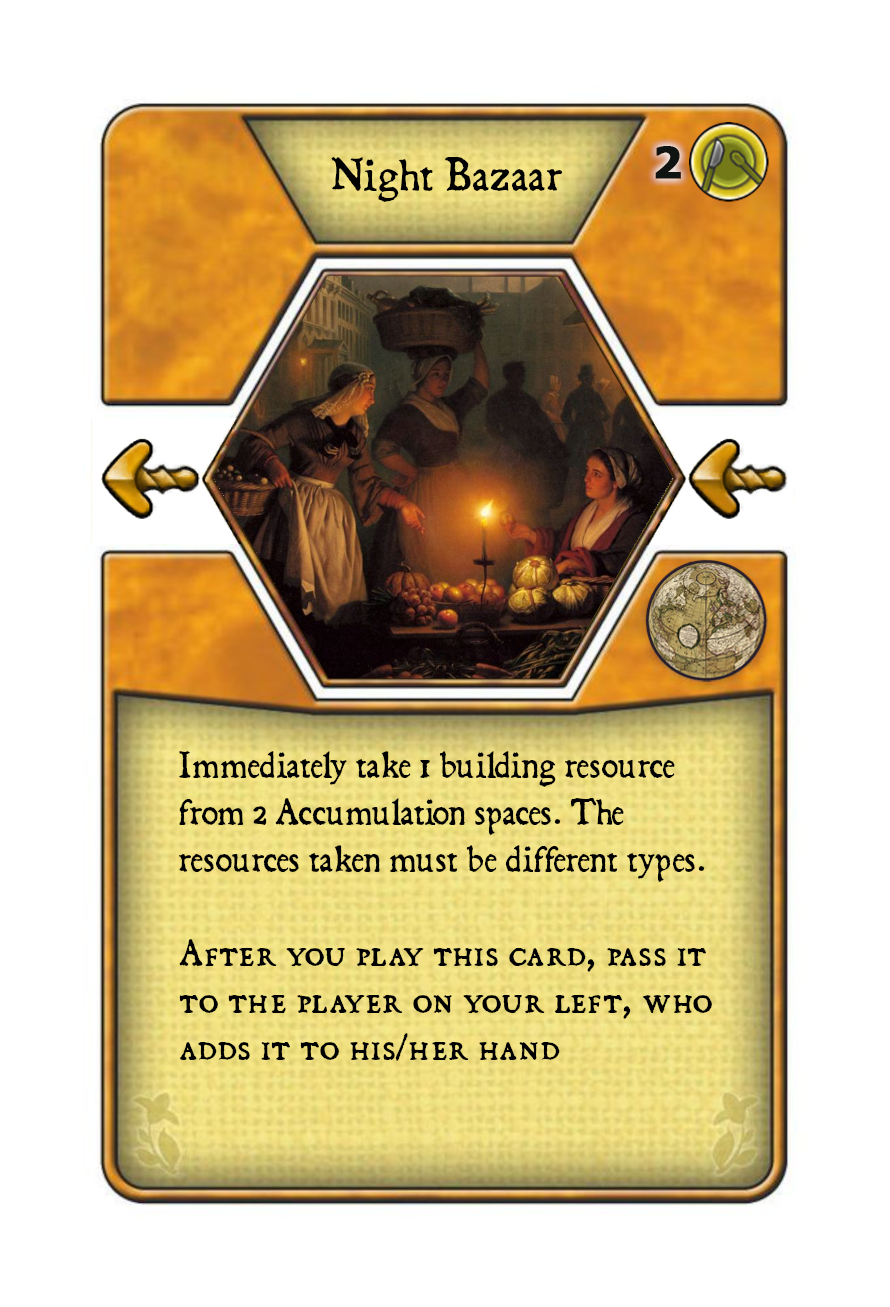 Night Bazaar
2
Immediately take 1 building resource
from 2 Accumulation spaces. The
resources taken must be different types.
After you play this card, pass it
to the player on your left, who
adds it to his/her hand